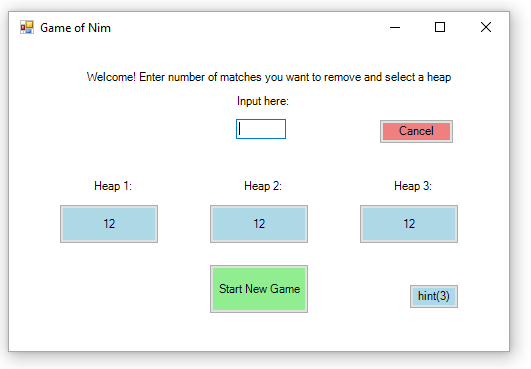 Game of Nim
Welcome! Enter number of matches you want to remove and select a heap
Input here:
Cancel
Heap 1:
Heap 2:
Heap 3:
12
12
12
Start New Game
hint(3)